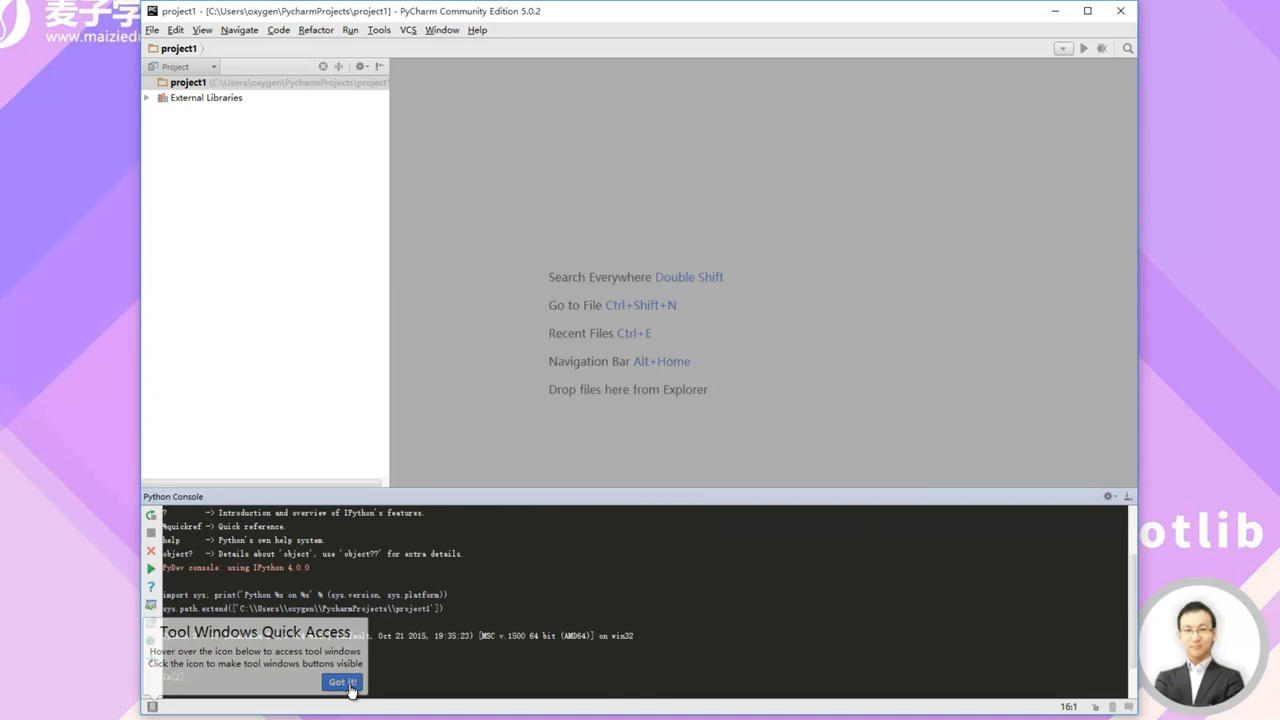 麦子学
www.maiziedu
project1 - [C:\Users\oxygen\PycharmProjects\project1] - PyCharm Community Edition 5.0.2
File Edit View Navigate Code Refactor Run Tools VCS Window Help
project1
Project
project1 (C:\Users\oxygen\PycharmProjects\project1
External Libraries
Search Everywhere Double Shift
Go to File Ctrl+Shift+N
Recent Files Ctrl+E
Navigation Bar Alt+Home
Drop files here from Explorer
Python Console
? -> Introduction and overview of IPython's features.
%quickref -> Quick reference.
help -> Python's own help system.
object? -> Details about 'object', use 'object??' for extra details.
PyDev console: using IPython 4.0.0
import sys; print('Python %s on %s' % (sys.version, sys.platform))
sys.path.extend(['C:\\Users\\oxygen\\PycharmProjects\\project1'])
Oct 21 2015, 19:35:23) [MSC v.1500 64 bit (AMD64)] on win32
Tool Windows Quick Access
Hover over the icon below to access tool windows
Click the icon to make tool windows buttons visible
In[2]:
Got it!
16:1
otlib